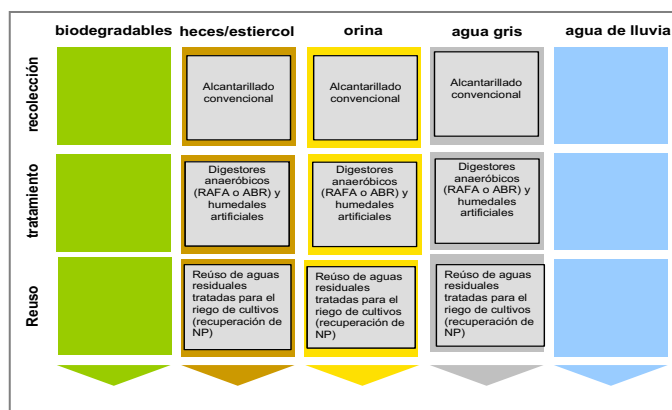 biodegradables heces/estiercol orina agua gris agua de lluvia
recolección
Alcantarillado
convencional
Alcantarillado
convencional
Alcantarillado
convencional
tratamiento
Digestores
anaeróbicos
(RAFA o ABR) y
humedales
artificiales
Digestores
anaeróbicos
(RAFA o ABR) y
humedales
artificiales
Digestores
anaeróbicos
(RAFA o ABR) y
humedales
artificiales
Reuso
Reúso de aguas
residuales
tratadas para el
riego de cultivos
(recuperación de
NP)
Reúso de aguas
residuales
tratadas para el
riego de cultivos
(recuperación de
NP)
Reúso de aguas
residuales
tratadas para el
riego de cultivos
(recuperación de
NP)